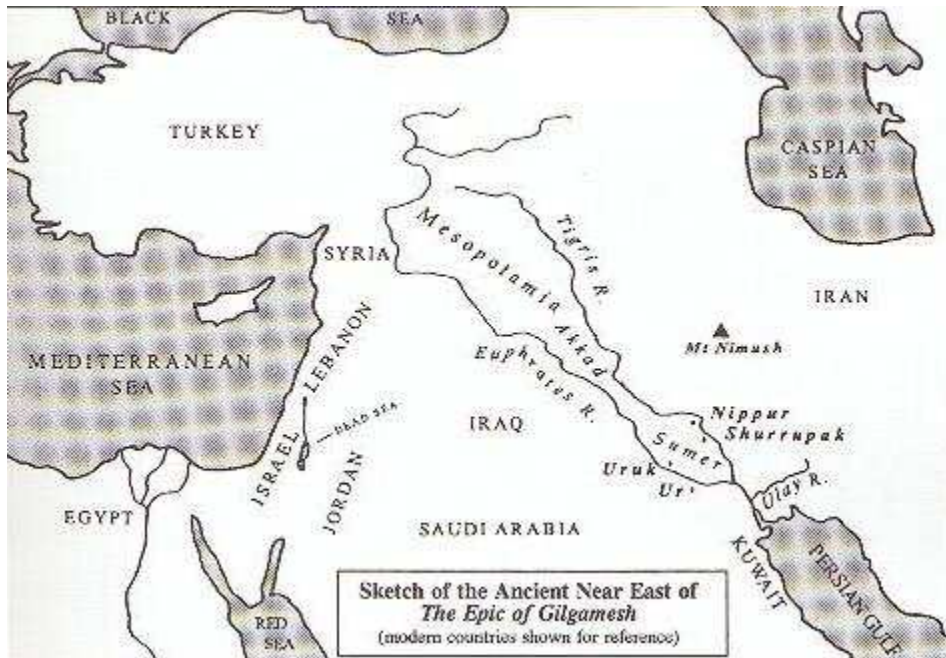 BLACK
SEA
TURKEY
CASPIAN
SEA
Mesopotamia
Tigris R.
SYRIA
IRAN
LEBANON
Akkad
Mt Nimush
MEDITERRANEAN
SEA
Euphrates R.
DEAD SEA
IRAQ
Nippur
Shurrupak
Sumer
ISRAEL
JORDAN
Uruk
Ur
Ulay R.
EGYPT
SAUDI ARABIA
KUWAIT
PERSIAN GULF
RED
SEA
Sketch of the Ancient Near East of
The Epic of Gilgamesh
(modern countries shown for reference)